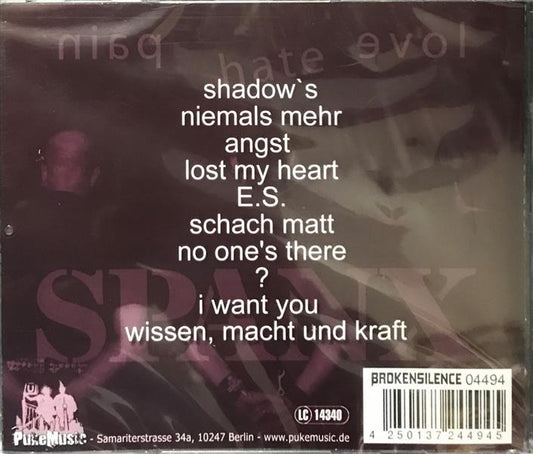 love hate pain
shadow`s
niemals mehr
angst
lost my heart
E.S.
schach matt
no one's there
?
i want you
wissen, macht und kraft
SPANX
BROKENSILENCE 04494
LC 14340
4 250137 244945
PukeMusic - Samariterstrasse 34a, 10247 Berlin - www.pukemusic.de